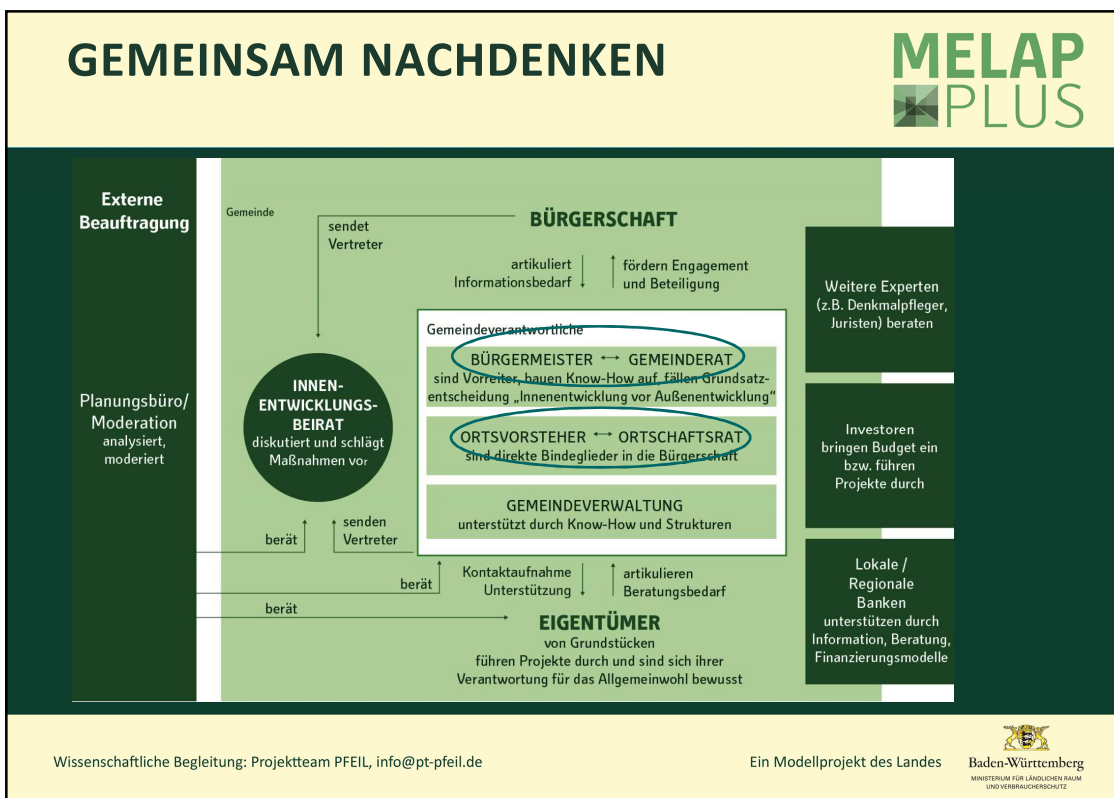 GEMEINSAM NACHDENKEN
MELAP
PLUS
Externe
Beauftragung
Planungsbüro/
Moderation
analysiert,
moderiert
Gemeinde
sendet
Vertreter
BÜRGERSCHAFT
artikuliert
Informationsbedarf
fördern Engagement
und Beteiligung
INNEN-
ENTWICKLUNGS-
BEIRAT
diskutiert und schlägt
Maßnahmen vor
Gemeindeverantwortliche
BÜRGERMEISTER ↔ GEMEINDERAT
sind Vorreiter, bauen Know-How auf, fällen Grundsatz-
entscheidung „Innenentwicklung vor Außenentwicklung“
ORTSVORSTEHER ↔ ORTSCHAFTSRAT
sind direkte Bindeglieder in die Bürgerschaft
GEMEINDEVERWALTUNG
unterstützt durch Know-How und Strukturen
berät
senden
Vertreter
berät
berät
Kontaktaufnahme
Unterstützung
artikulieren
Beratungsbedarf
EIGENTÜMER
von Grundstücken
führen Projekte durch und sind sich ihrer
Verantwortung für das Allgemeinwohl bewusst
Weitere Experten
(z.B. Denkmalpfleger,
Juristen) beraten
Investoren
bringen Budget ein
bzw. führen
Projekte durch
Lokale /
Regionale
Banken
unterstützen durch
Information, Beratung,
Finanzierungsmodelle
Wissenschaftliche Begleitung: Projektteam PFEIL, info@pt-pfeil.de
Ein Modellprojekt des Landes
Baden-Württemberg
MINISTERIUM FÜR LÄNDLICHEN RAUM
UND VERBRAUCHERSCHUTZ